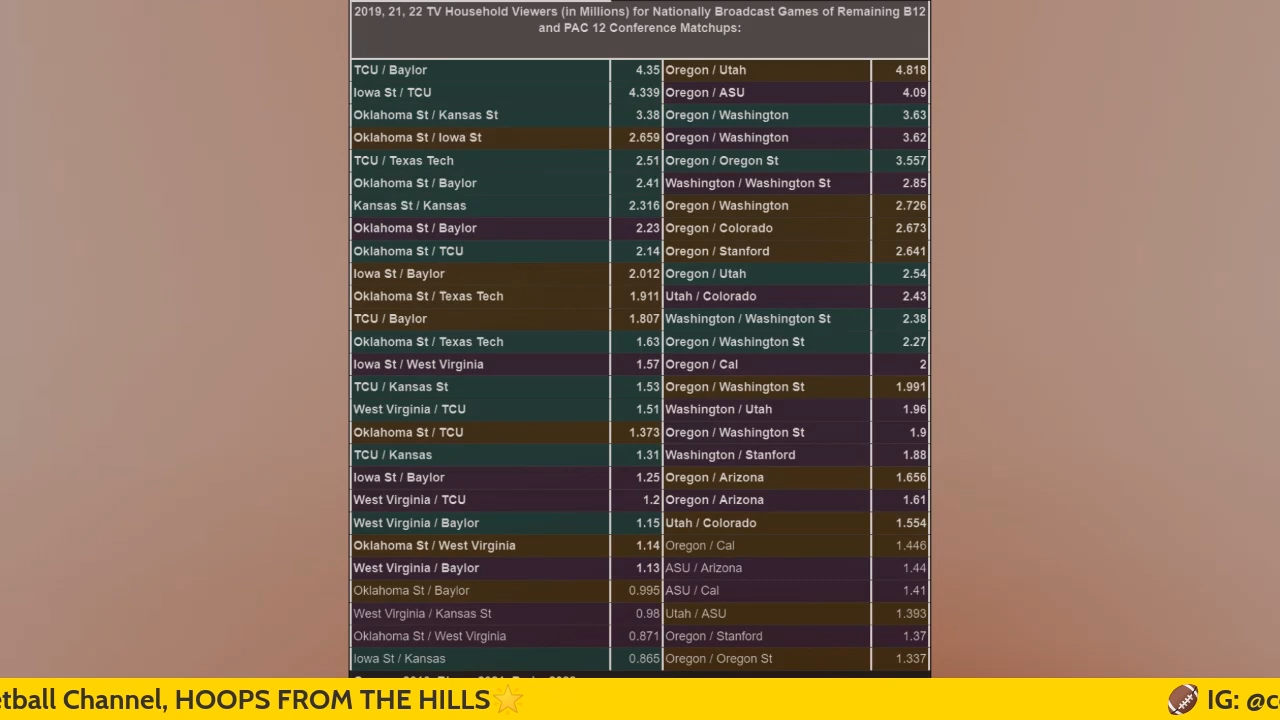 2019, 21, 22 TV Household Viewers (in Millions) for Nationally Broadcast Games of Remaining B12
and PAC 12 Conference Matchups:
TCU / Baylor 4.35 Oregon / Utah 4.818
Iowa St / TCU 4.339 Oregon / ASU 4.09
Oklahoma St / Kansas St 3.38 Oregon / Washington 3.63
Oklahoma St / Iowa St 2.659 Oregon / Washington 3.62
TCU / Texas Tech 2.51 Oregon / Oregon St 3.557
Oklahoma St / Baylor 2.41 Washington / Washington St 2.85
Kansas St / Kansas 2.316 Oregon / Washington 2.726
Oklahoma St / Baylor 2.23 Oregon / Colorado 2.673
Oklahoma St / TCU 2.14 Oregon / Stanford 2.641
Iowa St / Baylor 2.012 Oregon / Utah 2.54
Oklahoma St / Texas Tech 1.911 Utah / Colorado 2.43
TCU / Baylor 1.807 Washington / Washington St 2.38
Oklahoma St / Texas Tech 1.63 Oregon / Washington St 2.27
Iowa St / West Virginia 1.57 Oregon / Cal 2
TCU / Kansas St 1.53 Oregon / Washington St 1.991
West Virginia / TCU 1.51 Washington / Utah 1.96
Oklahoma St / TCU 1.373 Oregon / Washington St 1.9
TCU / Kansas 1.31 Washington / Stanford 1.88
Iowa St / Baylor 1.25 Oregon / Arizona 1.656
West Virginia / TCU 1.2 Oregon / Arizona 1.61
West Virginia / Baylor 1.15 Utah / Colorado 1.554
Oklahoma St / West Virginia 1.14 Oregon / Cal 1.446
West Virginia / Baylor 1.13 ASU / Arizona 1.44
Oklahoma St / Baylor 0.995 ASU / Cal 1.41
West Virginia / Kansas St 0.98 Utah / ASU 1.393
Oklahoma St / West Virginia 0.871 Oregon / Stanford 1.37
Iowa St / Kansas 0.865 Oregon / Oregon St 1.337
etball Channel, HOOPS FROM THE HILLS🌟 🏈 IG: @c